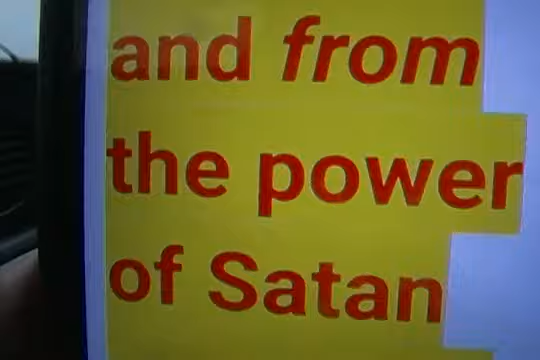 and from
the power
of Satan